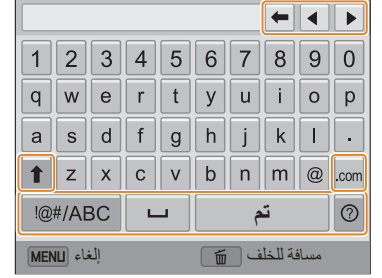 1 2 3 4 5 6 7 8 9 0
q w e r t y u i o p
a s d f g h j k l .
z x c v b n m @ .com
!@#/ABC تم ?
MENU إلغاء مسافة للخلف